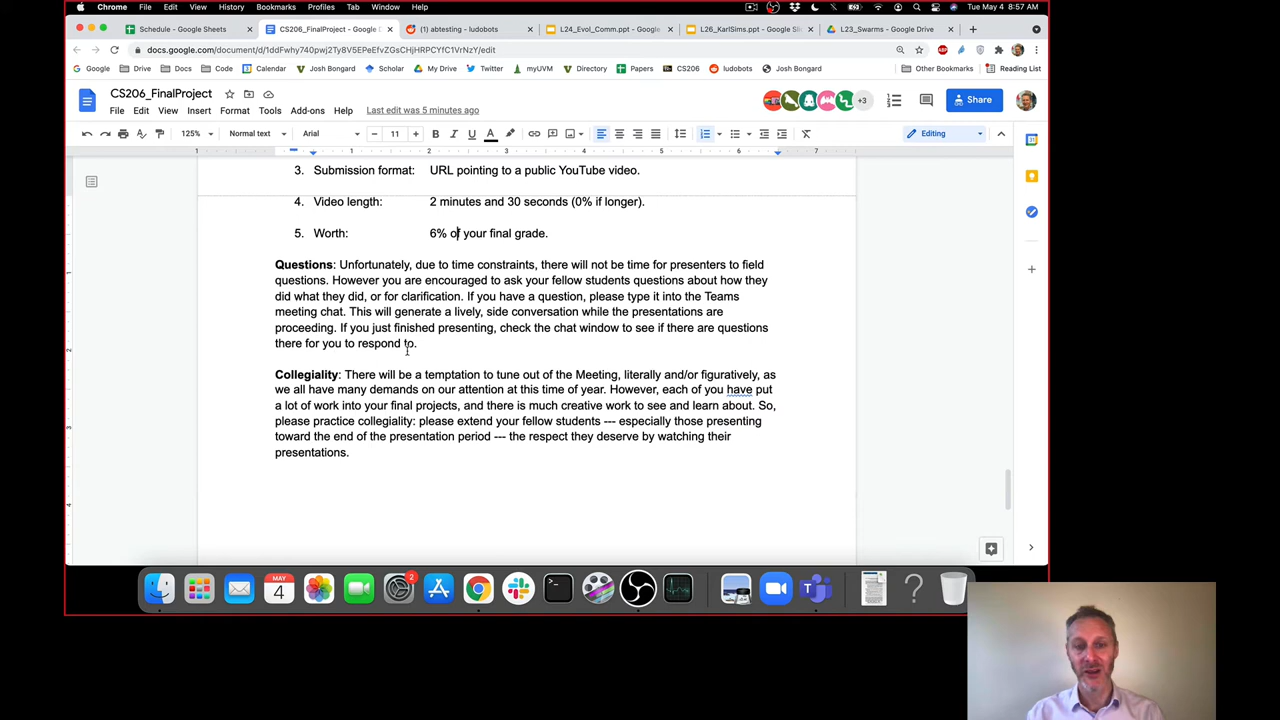 Chrome File Edit View History Bookmarks Profiles Tab Window Help Tue May 4 8:57 AM
Schedule - Google Sheets
CS206_FinalProject - Google D
(1) abtesting - ludobots
L24_Evol_Comm.ppt - Google
L26_KarlSims.ppt - Google Sli
L23_Swarms - Google Drive
docs.google.com/document/d/1ddFwhy740pwj2Ty8V5EPeEfvZGsCHjHRPCYfC1VrNzY/edit
Google Drive Docs Calendar Josh Bongard Scholar My Drive Twitter myUVM Directory Papers CS206 ludobots Josh Bongard Other Bookmarks Reading List
CS206_FinalProject
File Edit View Insert Format Tools Add-ons Help Last edit was 5 minutes ago
+3
Share
125% Normal text Arial 11 Editing
1 1 2 3 4 5 6 7
3. Submission format: URL pointing to a public YouTube video.
4. Video length: 2 minutes and 30 seconds (0% if longer).
5. Worth: 6% of your final grade.
Questions: Unfortunately, due to time constraints, there will not be time for presenters to field
questions. However you are encouraged to ask your fellow students questions about how they
did what they did, or for clarification. If you have a question, please type it into the Teams
meeting chat. This will generate a lively, side conversation while the presentations are
proceeding. If you just finished presenting, check the chat window to see if there are questions
there for you to respond to.
Collegiality: There will be a temptation to tune out of the Meeting, literally and/or figuratively, as
we all have many demands on our attention at this time of year. However, each of you have put
a lot of work into your final projects, and there is much creative work to see and learn about. So,
please practice collegiality: please extend your fellow students --- especially those presenting
toward the end of the presentation period --- the respect they deserve by watching their
presentations.
MAY
4
2